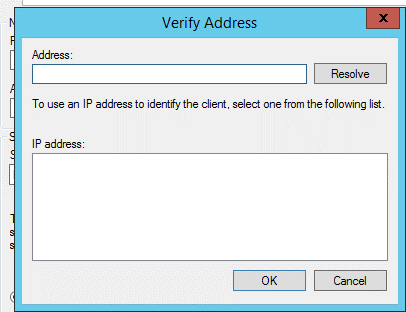 Verify Address
x
Address:
Resolve
To use an IP address to identify the client, select one from the following list.
IP address:
OK
Cancel